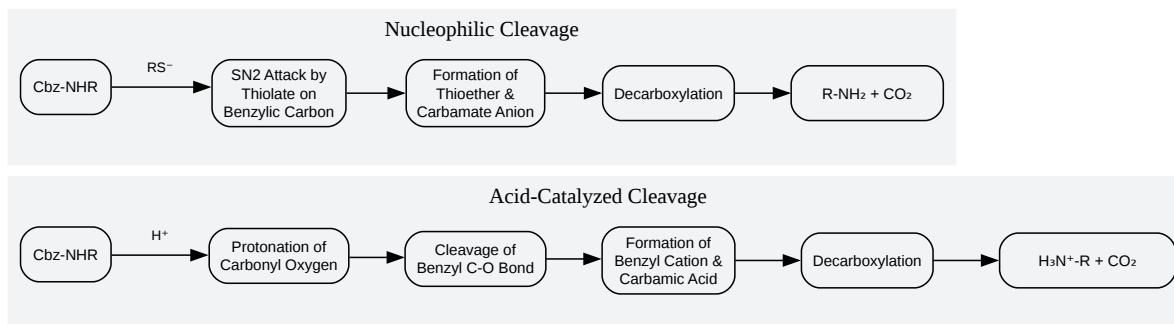 Nucleophilic Cleavage
Cbz-NHR
RS⁻
SN2 Attack by
Thiolate on
Benzylic Carbon
Formation of
Thioether &
Carbamate Anion
Decarboxylation
R-NH₂ + CO₂
Acid-Catalyzed Cleavage
Cbz-NHR
H⁺
Protonation of
Carbonyl Oxygen
Cleavage of
Benzyl C-O Bond
Formation of
Benzyl Cation &
Carbamic Acid
Decarboxylation
H₃N⁺-R + CO₂